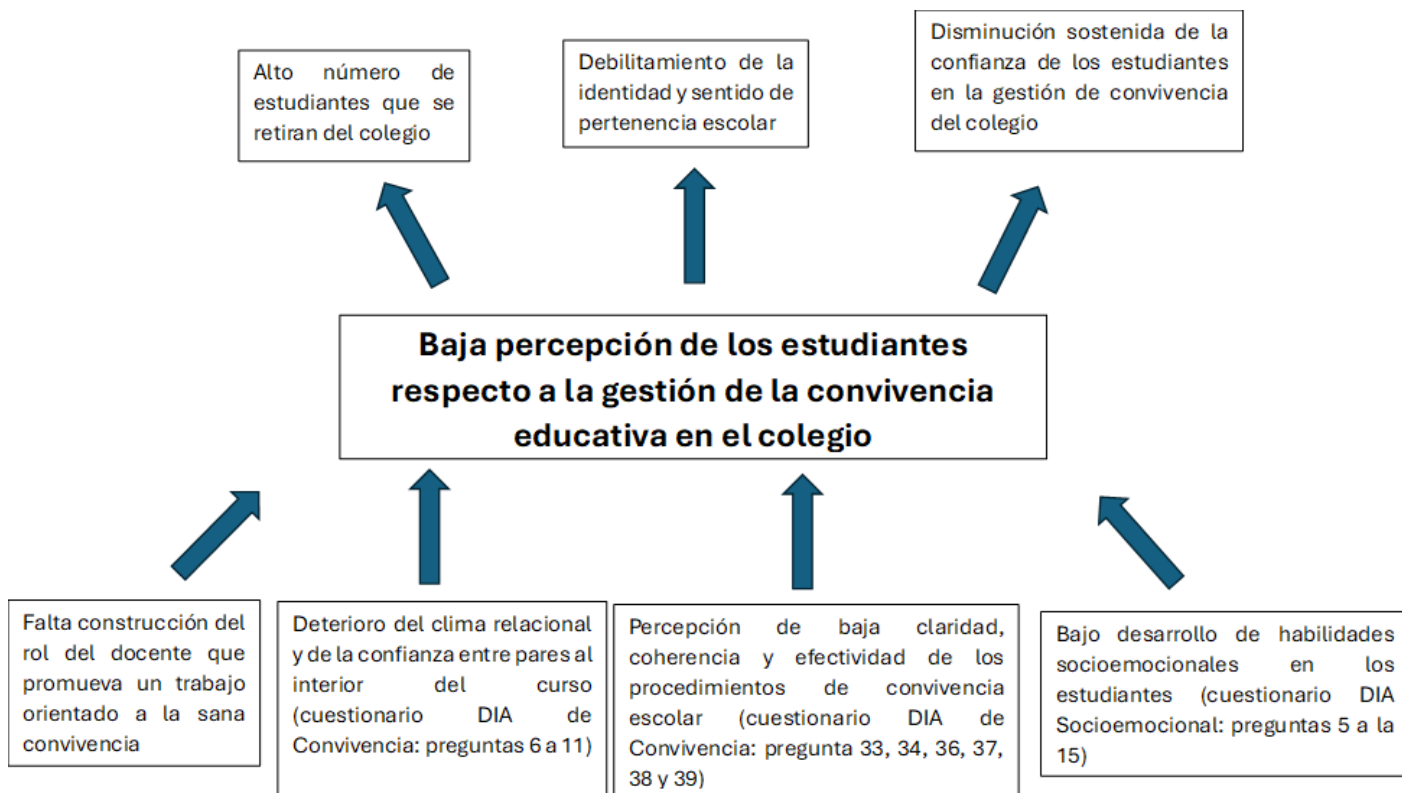 Alto número de
estudiantes que se
retiran del colegio
Debilitamiento de la
identidad y sentido de
pertenencia escolar
Disminución sostenida de la
confianza de los estudiantes
en la gestión de convivencia
del colegio
Baja percepción de los estudiantes
respecto a la gestión de la convivencia
educativa en el colegio
Falta construcción del
rol del docente que
promueva un trabajo
orientado a la sana
convivencia
Deterioro del clima relacional
y de la confianza entre pares al
interior del curso
(cuestionario DIA de
Convivencia: preguntas 6 a 11)
Percepción de baja claridad,
coherencia y efectividad de los
procedimientos de convivencia
escolar (cuestionario DIA de
Convivencia: pregunta 33, 34, 36, 37,
38 y 39)
Bajo desarrollo de habilidades
socioemocionales en los
estudiantes (cuestionario DIA
Socioemocional: preguntas 5 a la
15)